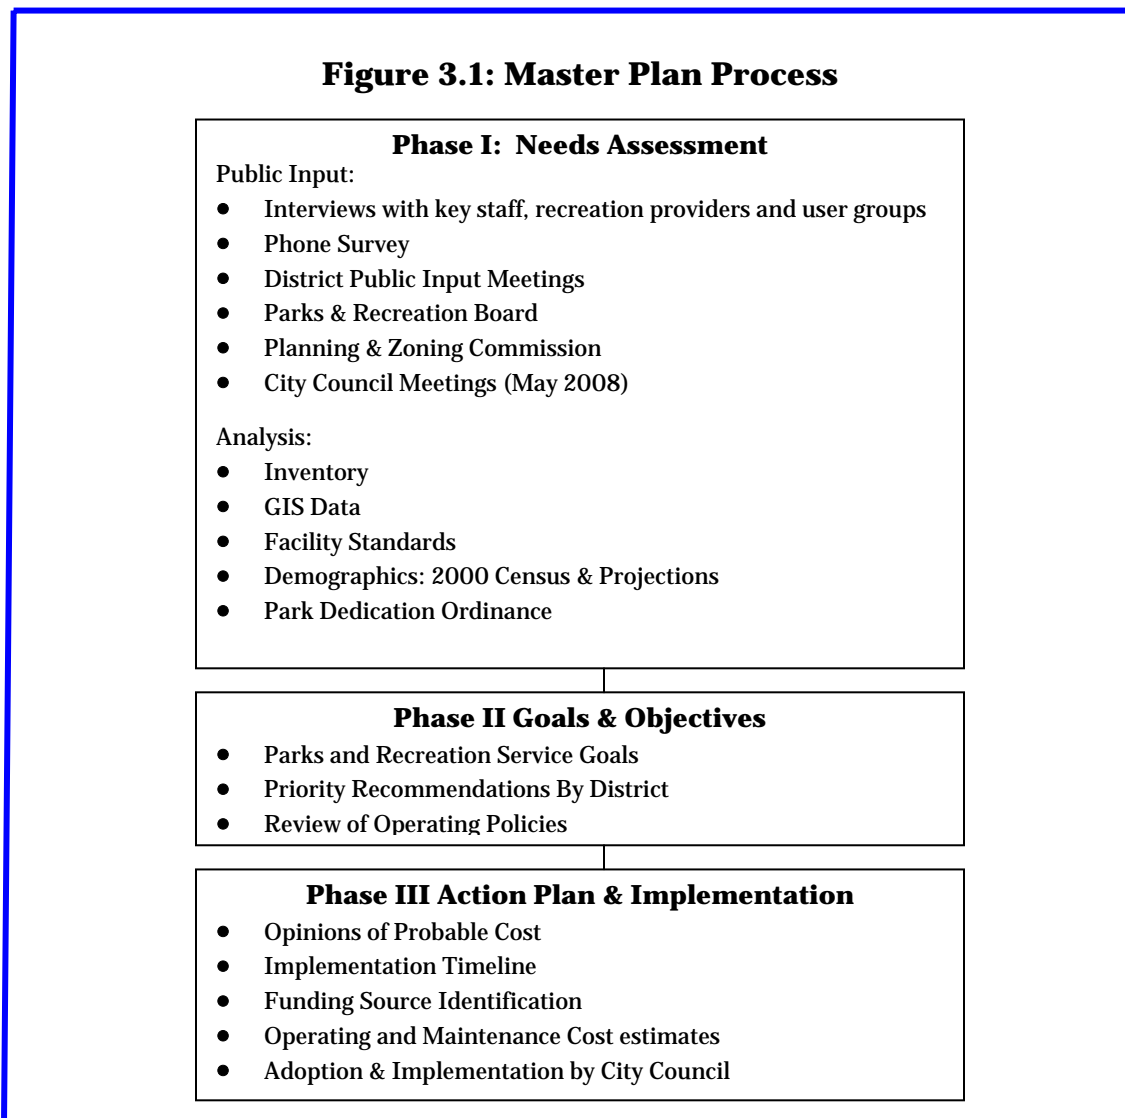 Figure 3.1: Master Plan Process
Phase I:  Needs Assessment
Public Input:
● Interviews with key staff, recreation providers and user groups
● Phone Survey
● District Public Input Meetings
● Parks & Recreation Board
● Planning & Zoning Commission
● City Council Meetings (May 2008)
Analysis:
● Inventory
● GIS Data
● Facility Standards
● Demographics: 2000 Census & Projections
● Park Dedication Ordinance
Phase II Goals & Objectives
● Parks and Recreation Service Goals
● Priority Recommendations By District
● Review of Operating Policies
Phase III Action Plan & Implementation
● Opinions of Probable Cost
● Implementation Timeline
● Funding Source Identification
● Operating and Maintenance Cost estimates
● Adoption & Implementation by City Council